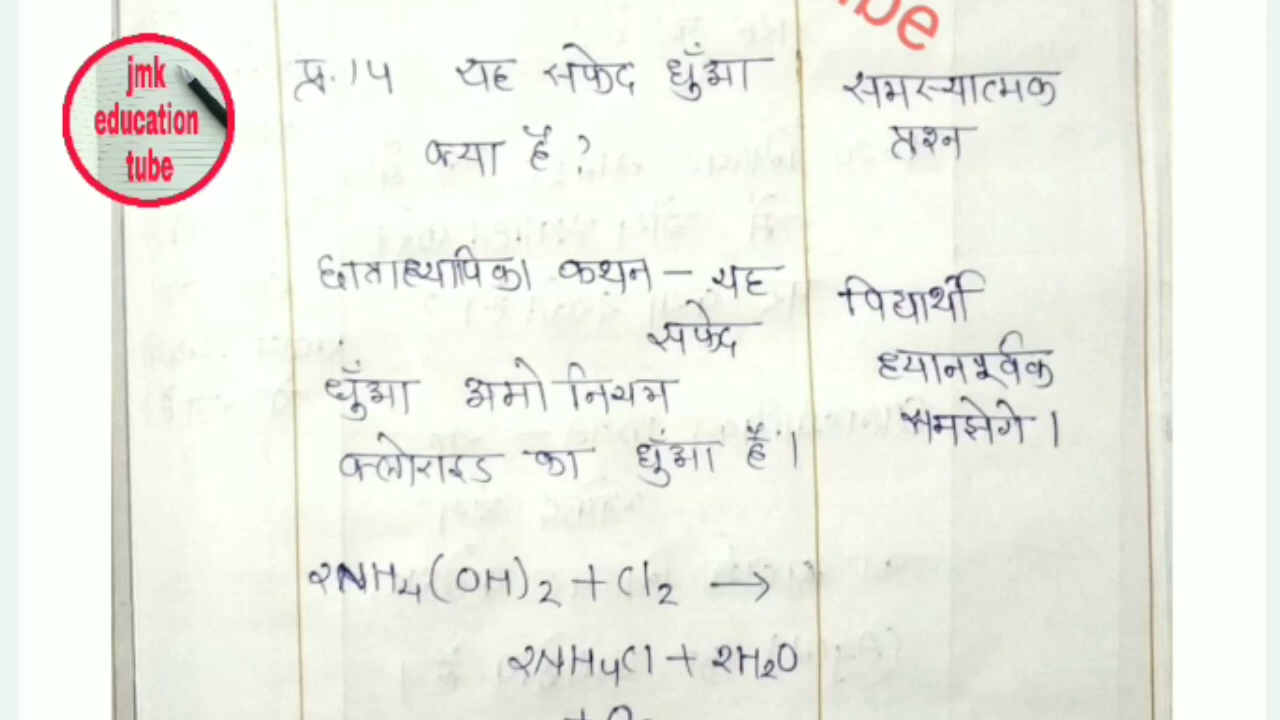 be
jmk
education
tube
प्र.14 यह सफेद धुँआ
क्या है ?
समस्यात्मक
प्रश्न
छात्राध्यापिका कथन – यह
सफेद
धुँआ अमोनियम
क्लोराइड का धुँआ है।
विद्यार्थी
ध्यानपूर्वक
समझेगे।
2NH₄(OH)₂ + Cl₂ →
2NH₄Cl + 2H₂O